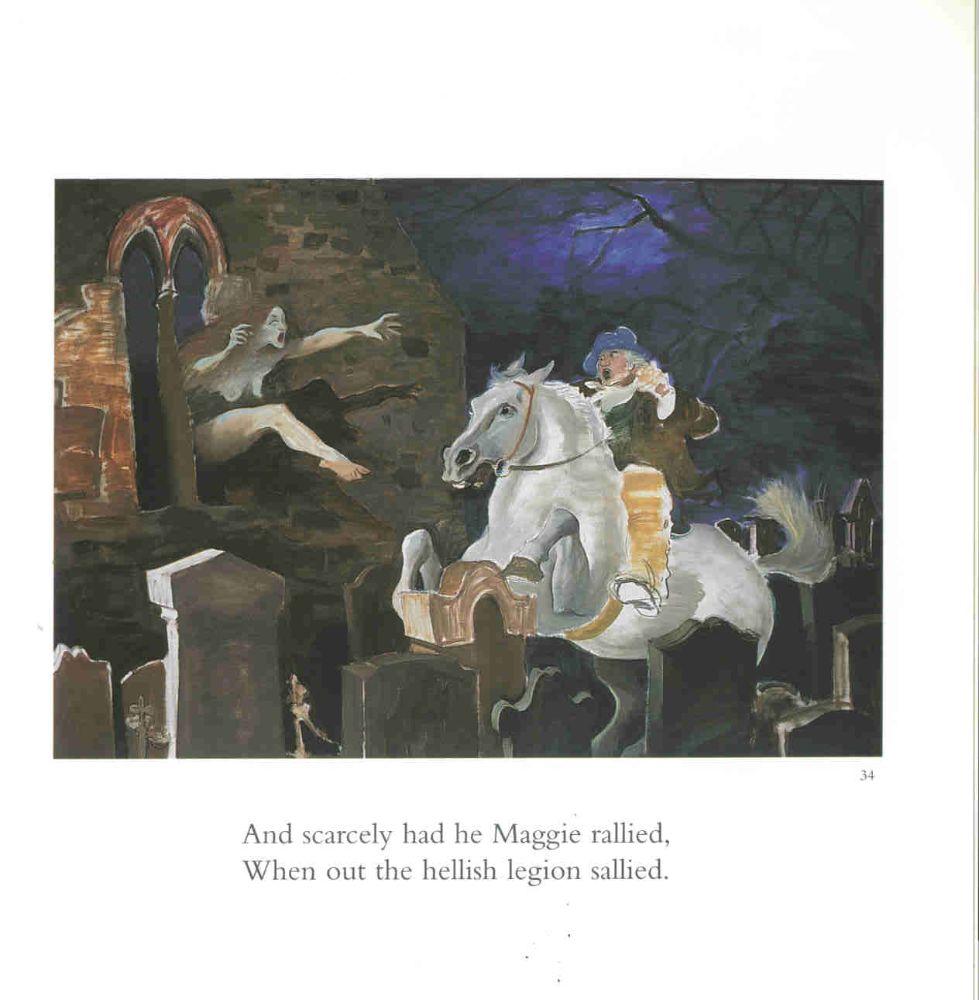 34
And scarcely had he Maggie rallied,
When out the hellish legion sallied.